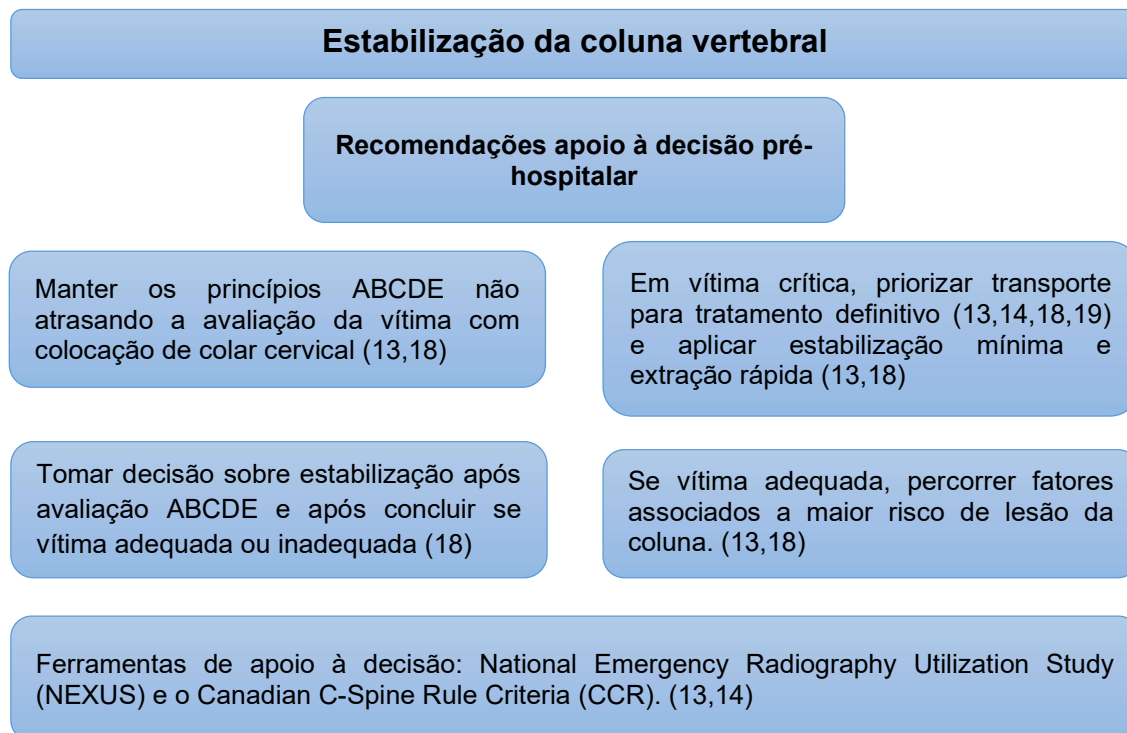 Estabilização da coluna vertebral
Recomendações apoio à decisão pré-
hospitalar
Manter os princípios ABCDE não
atrasando a avaliação da vítima com
colocação de colar cervical (13,18)
Em vítima crítica, priorizar transporte
para tratamento definitivo (13,14,18,19)
e aplicar estabilização mínima e
extração rápida (13,18)
Tomar decisão sobre estabilização após
avaliação ABCDE e após concluir se
vítima adequada ou inadequada (18)
Se vítima adequada, percorrer fatores
associados a maior risco de lesão da
coluna. (13,18)
Ferramentas de apoio à decisão: National Emergency Radiography Utilization Study
(NEXUS) e o Canadian C-Spine Rule Criteria (CCR). (13,14)